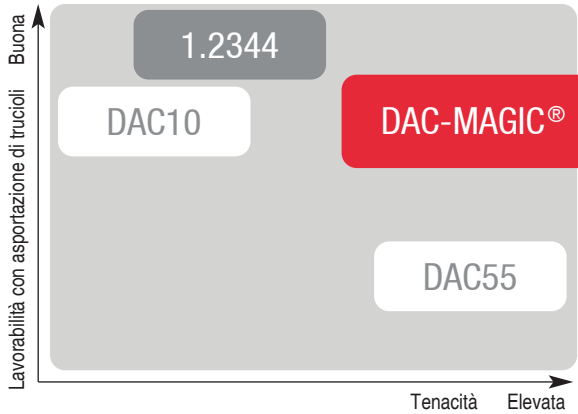 Lavorabilità con asportazione di trucioli Buona
1.2344
DAC10
DAC-MAGIC®
DAC55
Tenacità Elevata